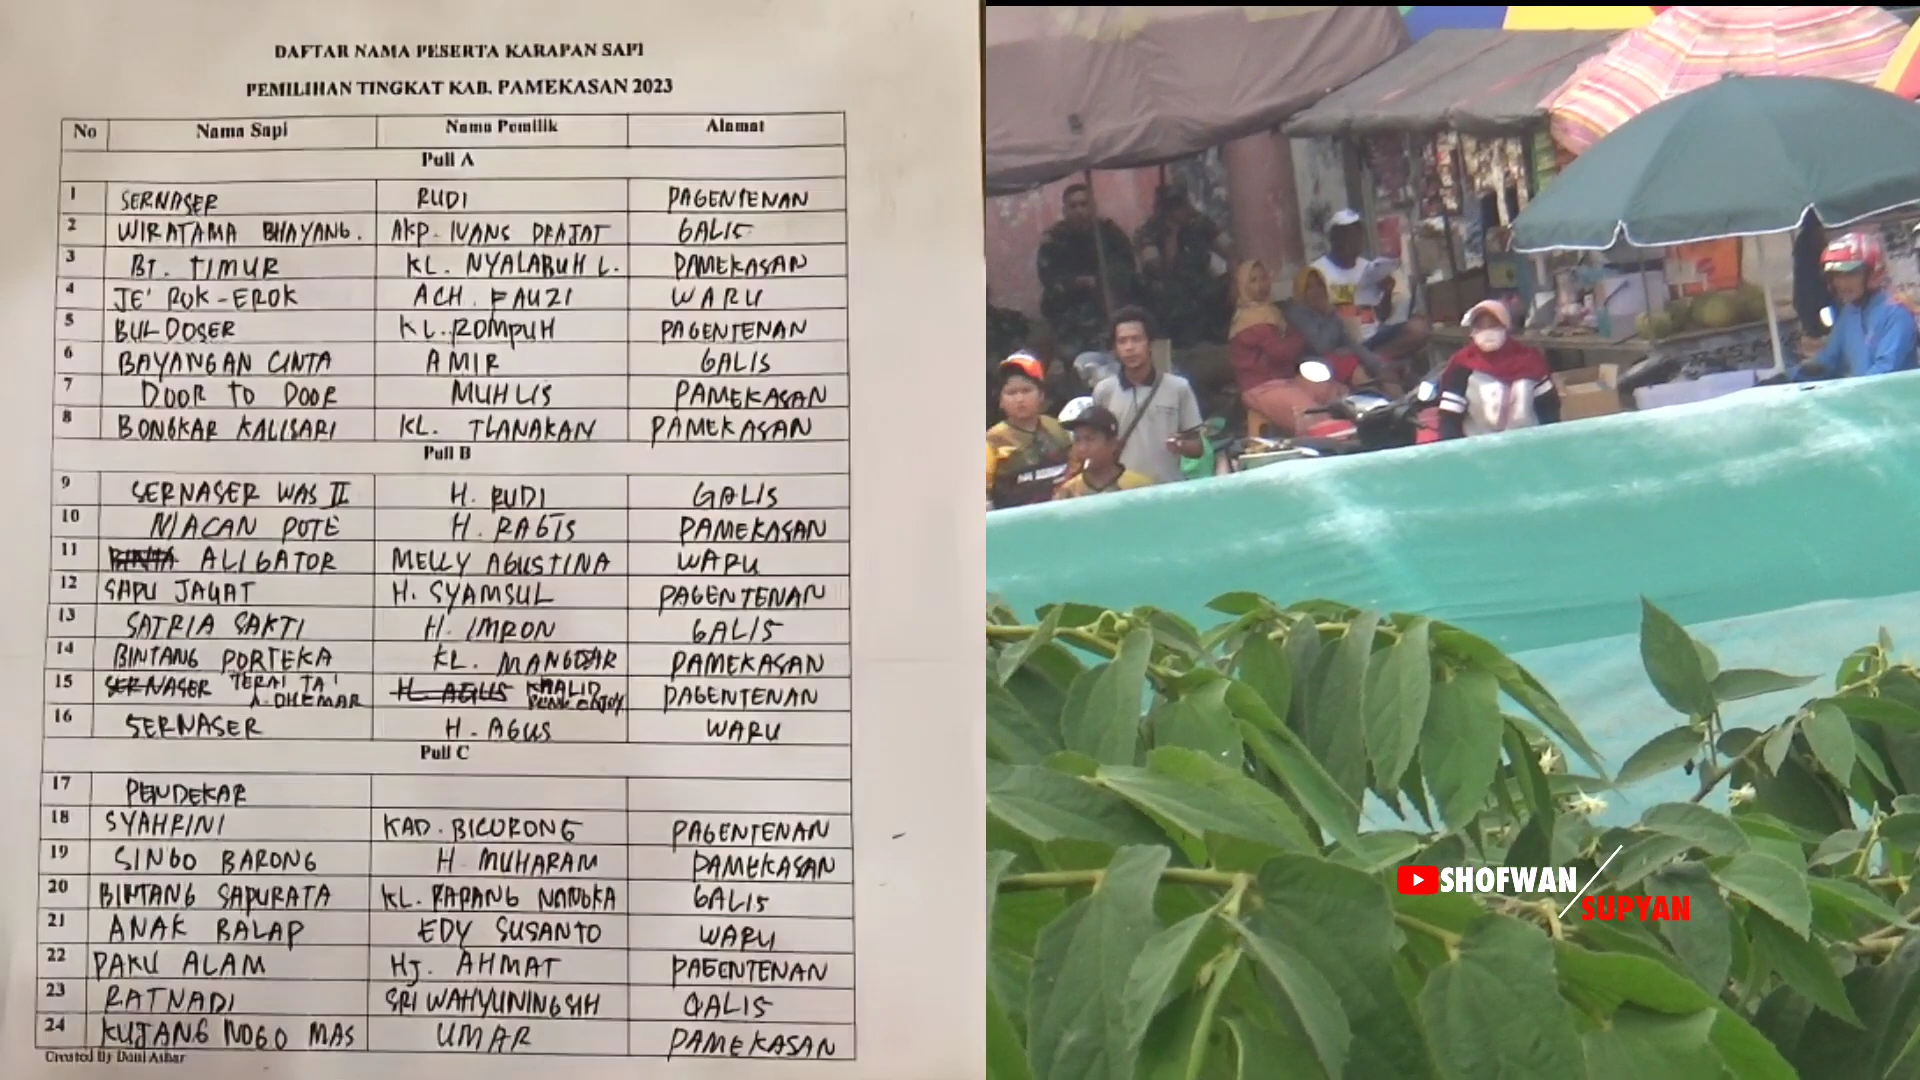 DAFTAR NAMA PESERTA KARAPAN SAPI
PEMILIHAN TINGKAT KAB. PAMEKASAN 2023
No Nama Sapi Nama Pemilik Alamat
Pull A
1 SERNASER RUDI PAGENTENAN
2 WIRATAMA BHAYANG. AKP. IVANS DRAJAT GALIS
3 BT. TIMUR KL. NYALABUH L. PAMEKASAN
4 JE' ROK-EROK ACH. FAUZI WARU
5 BULDOSER KL. ROMPUH PAGENTENAN
6 BAYANGAN CINTA AMIR GALIS
7 DOOR TO DOOR MUHLIS PAMEKASAN
8 BONGKAR KALISARI KL. TLANAKAN PAMEKASAN
Pull B
9 SERNASER WAS II H. RUDI GALIS
10 MACAN POTE H. RAGIS PAMEKASAN
11 ALIGATOR MELLY AGUSTINA WARU
12 SAPU JAGAT H. SYAMSUL PAGENTENAN
13 SATRIA SAKTI H. IMRON GALIS
14 BINTANG PORTEKA KL. MANGDAR PAMEKASAN
15 SERNASER TERAI TA' A. DHEMAR H. AGUS KHALID PAGENTENAN
16 SERNASER H. AGUS WARU
Pull C
17 PENDEKAR
18 SYAHRINI KAD. BICORONG PAGENTENAN
19 SINGO BARONG H. MUHARAM PAMEKASAN
20 BINTANG SAPURATA KL. RAPANG NANGKA GALIS
21 ANAK BALAP EDY SUSANTO WARU
22 PAKU ALAM HJ. AHMAT PAGENTENAN
23 RATNADI SRI WAHYUNINGSIH GALIS
24 KUJANG NOGO MAS UMAR PAMEKASAN
Created By Dani Ashar
SHOFWAN
SUPYAN